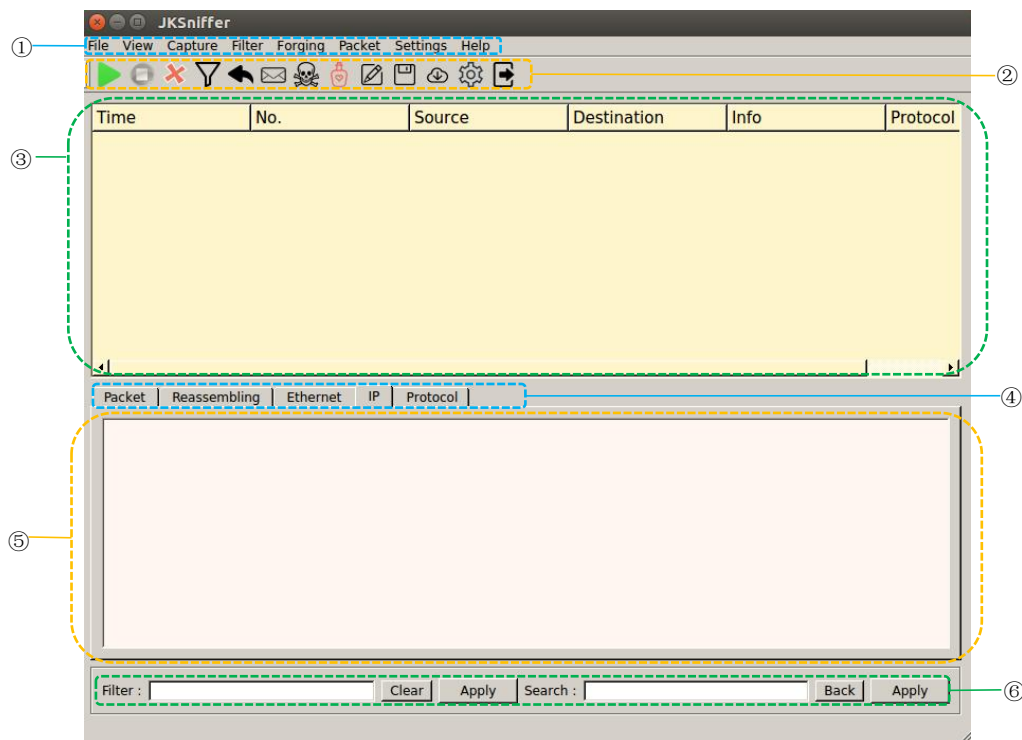 JKSniffer
① File View Capture Filter Forging Packet Settings Help
②
③ Time No. Source Destination Info Protocol
Packet Reassembling Ethernet IP Protocol ④
⑤
Filter : Clear Apply Search : Back Apply ⑥